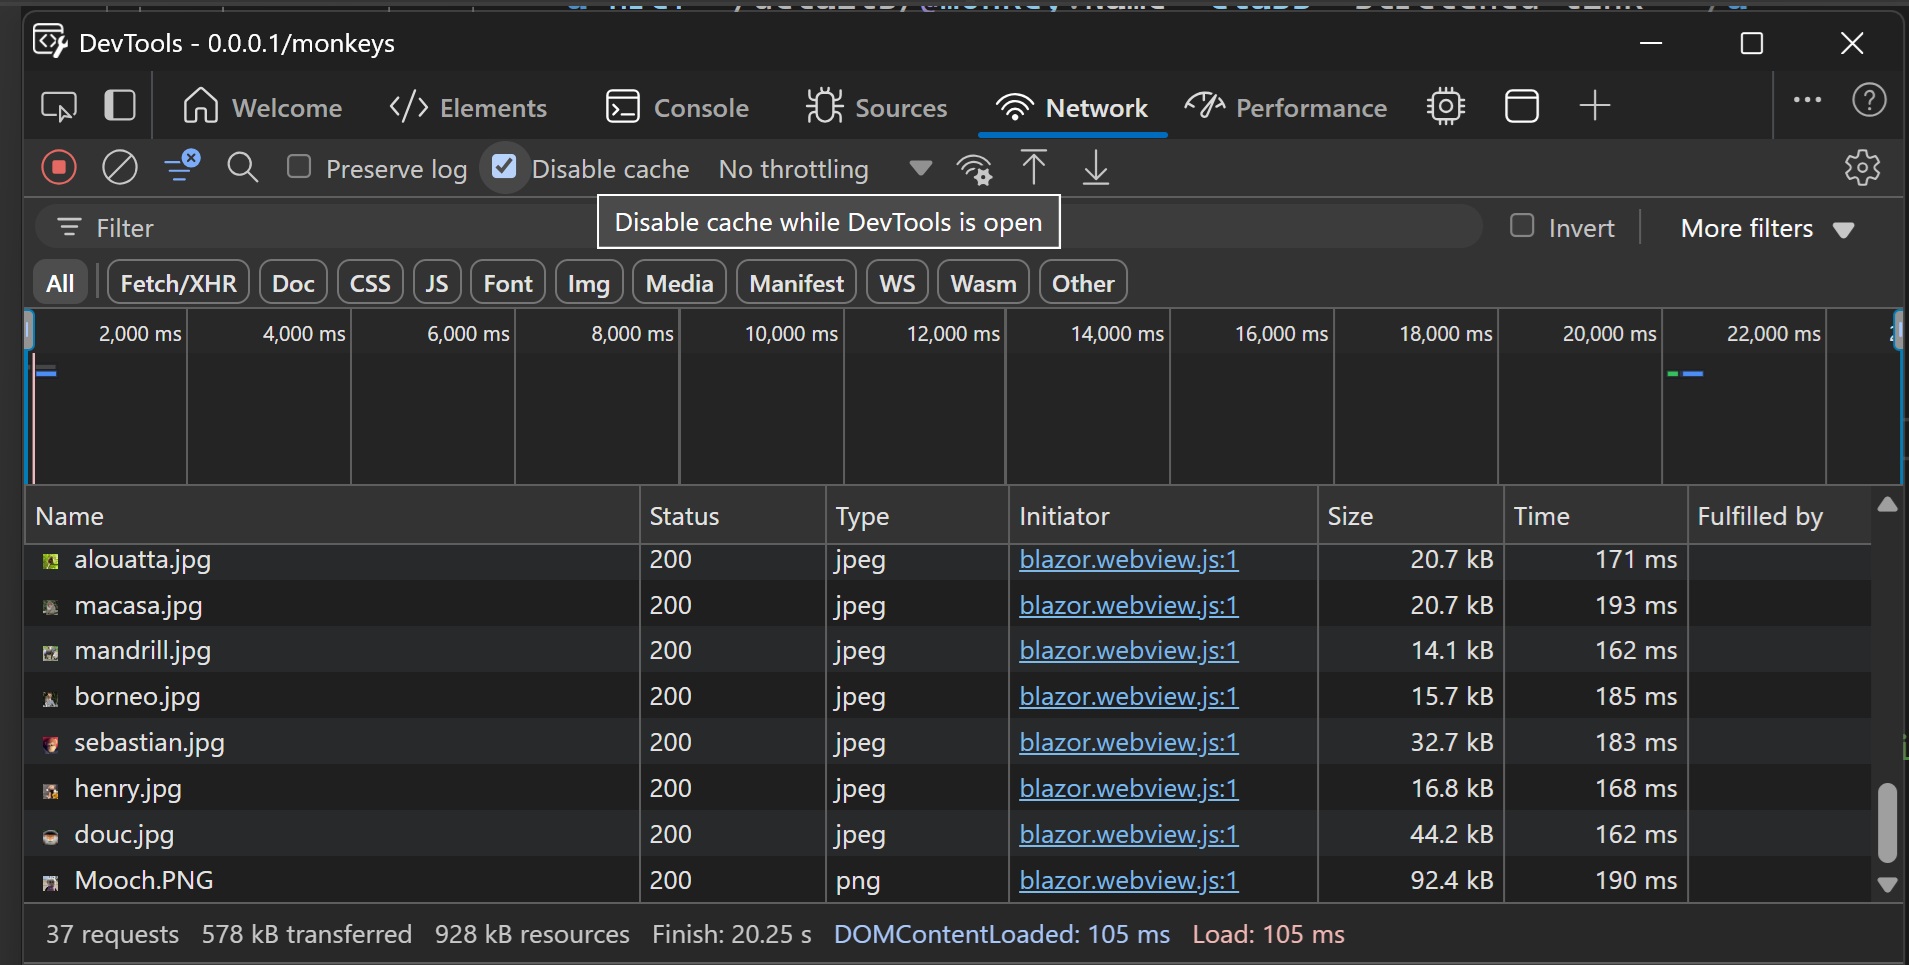 DevTools - 0.0.0.1/monkeys
Welcome Elements Console Sources Network Performance
Preserve log Disable cache No throttling
Disable cache while DevTools is open
Filter Invert More filters
All Fetch/XHR Doc CSS JS Font Img Media Manifest WS Wasm Other
2,000 ms 4,000 ms 6,000 ms 8,000 ms 10,000 ms 12,000 ms 14,000 ms 16,000 ms 18,000 ms 20,000 ms 22,000 ms
Name Status Type Initiator Size Time Fulfilled by
alouatta.jpg 200 jpeg blazor.webview.js:1 20.7 kB 171 ms
macasa.jpg 200 jpeg blazor.webview.js:1 20.7 kB 193 ms
mandrill.jpg 200 jpeg blazor.webview.js:1 14.1 kB 162 ms
borneo.jpg 200 jpeg blazor.webview.js:1 15.7 kB 185 ms
sebastian.jpg 200 jpeg blazor.webview.js:1 32.7 kB 183 ms
henry.jpg 200 jpeg blazor.webview.js:1 16.8 kB 168 ms
douc.jpg 200 jpeg blazor.webview.js:1 44.2 kB 162 ms
Mooch.PNG 200 png blazor.webview.js:1 92.4 kB 190 ms
37 requests 578 kB transferred 928 kB resources Finish: 20.25 s DOMContentLoaded: 105 ms Load: 105 ms